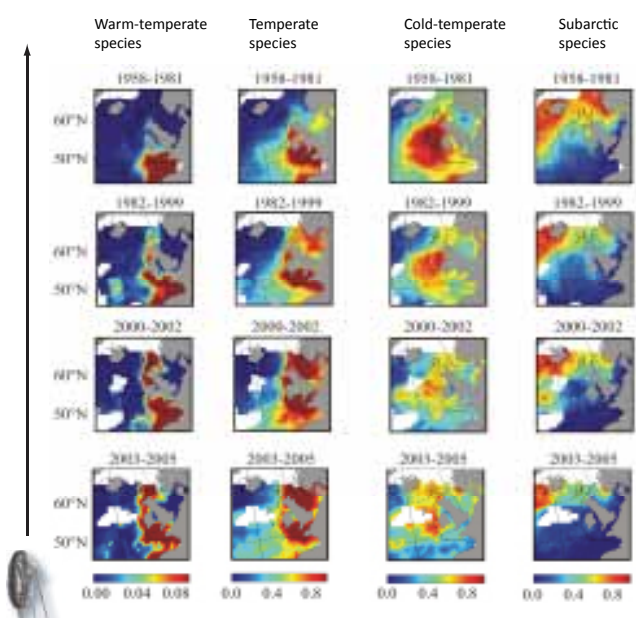 Warm-temperate Temperate Cold-temperate Subarctic
species species species species
1958-1981 1958-1981 1958-1981 1958-1981
60°N
50°N
1982-1999 1982-1999 1982-1999 1982-1999
60°N
50°N
2000-2002 2000-2002 2000-2002 2000-2002
60°N
50°N
2003-2005 2003-2005 2003-2005 2003-2005
60°N
50°N
0.00 0.04 0.08 0.0 0.4 0.8 0.0 0.4 0.8 0.0 0.4 0.8